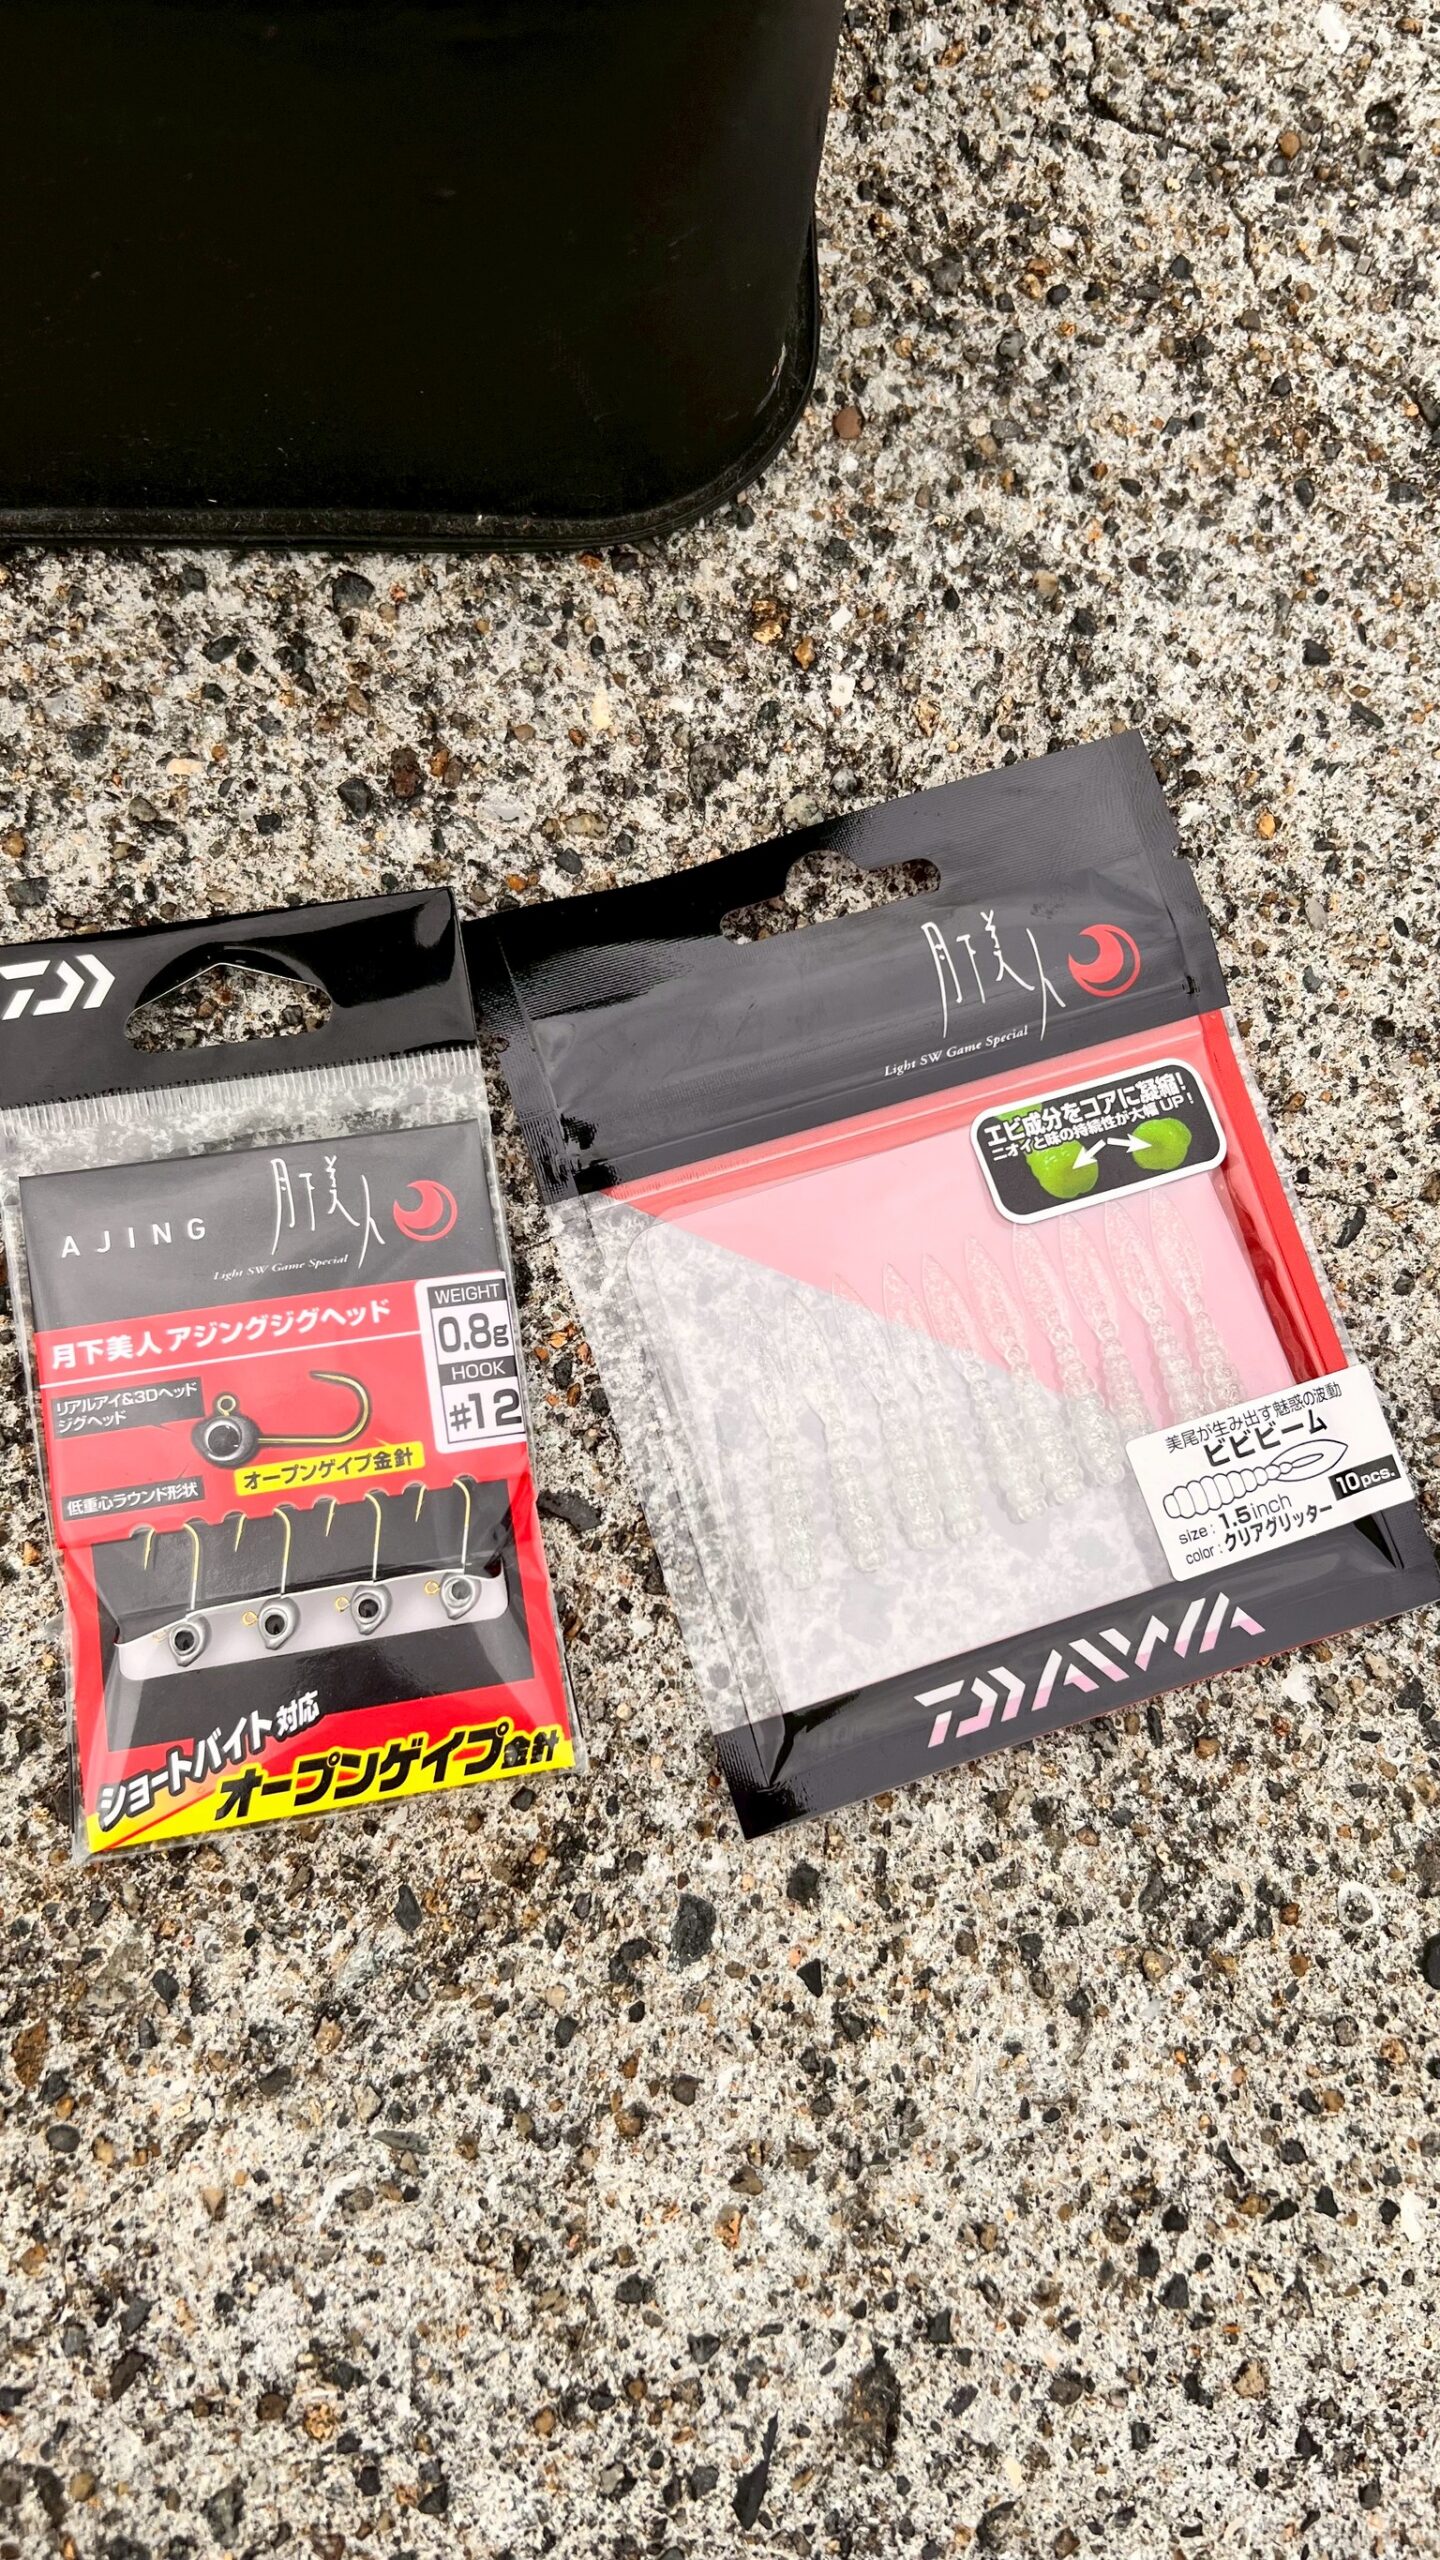 AJING
月下美人
Light SW Game Special
月下美人 アジングジグヘッド
WEIGHT
0.8g
HOOK
#12
リアルアイ&3Dヘッド
ジグヘッド
オープンゲイプ金針
低重心ラウンド形状
ショートバイト対応
オープンゲイプ金針
月下美人
Light SW Game Special
エビ成分をコアに凝縮!
ニオイと味の持続性が大幅UP!
美尾が生み出す魅惑の波動
ビビビーム
10pcs.
size: 1.5inch
color: クリアグリッター
DAIWA